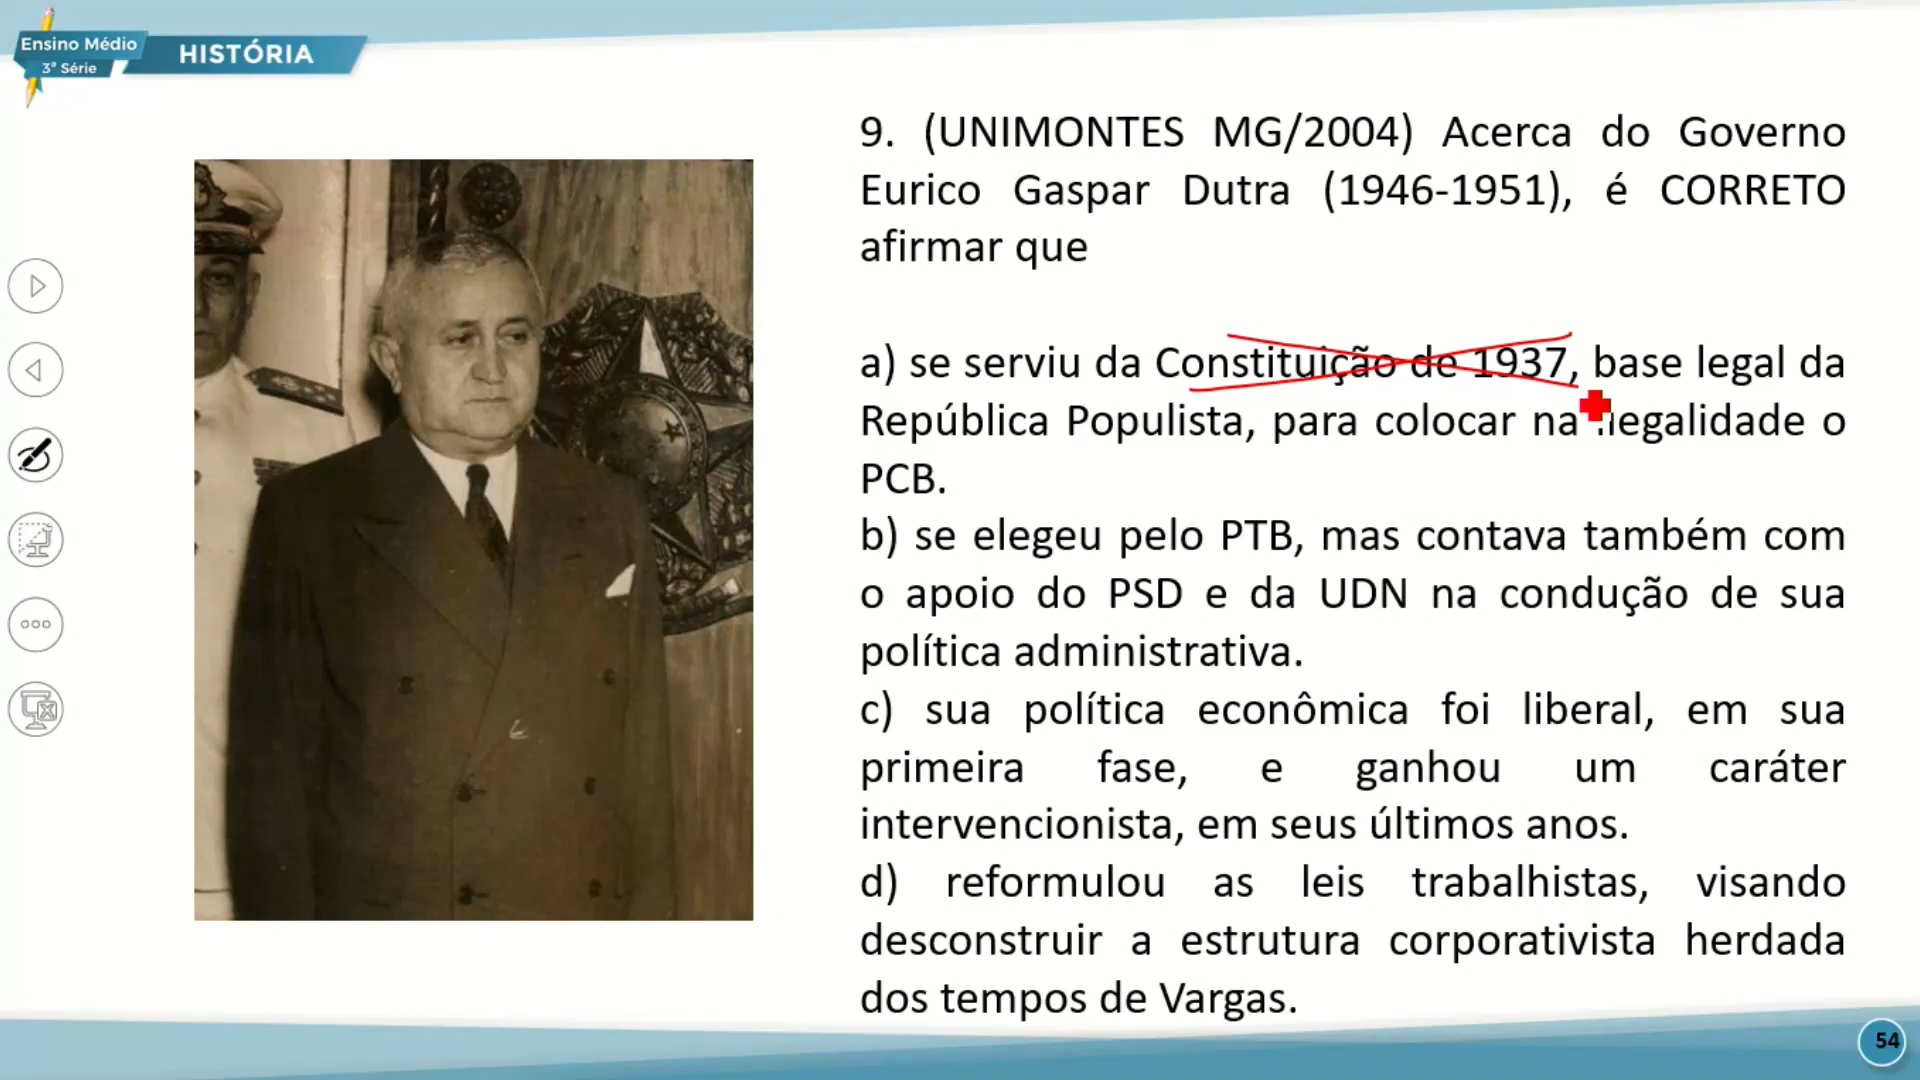 Ensino Médio
3ª Série
HISTÓRIA
9. (UNIMONTES MG/2004) Acerca do Governo
Eurico Gaspar Dutra (1946-1951), é CORRETO
afirmar que
a) se serviu da Constituição de 1937, base legal da
República Populista, para colocar na ilegalidade o
PCB.
b) se elegeu pelo PTB, mas contava também com
o apoio do PSD e da UDN na condução de sua
política administrativa.
c) sua política econômica foi liberal, em sua
primeira fase, e ganhou um caráter
intervencionista, em seus últimos anos.
d) reformulou as leis trabalhistas, visando
desconstruir a estrutura corporativista herdada
dos tempos de Vargas.
54